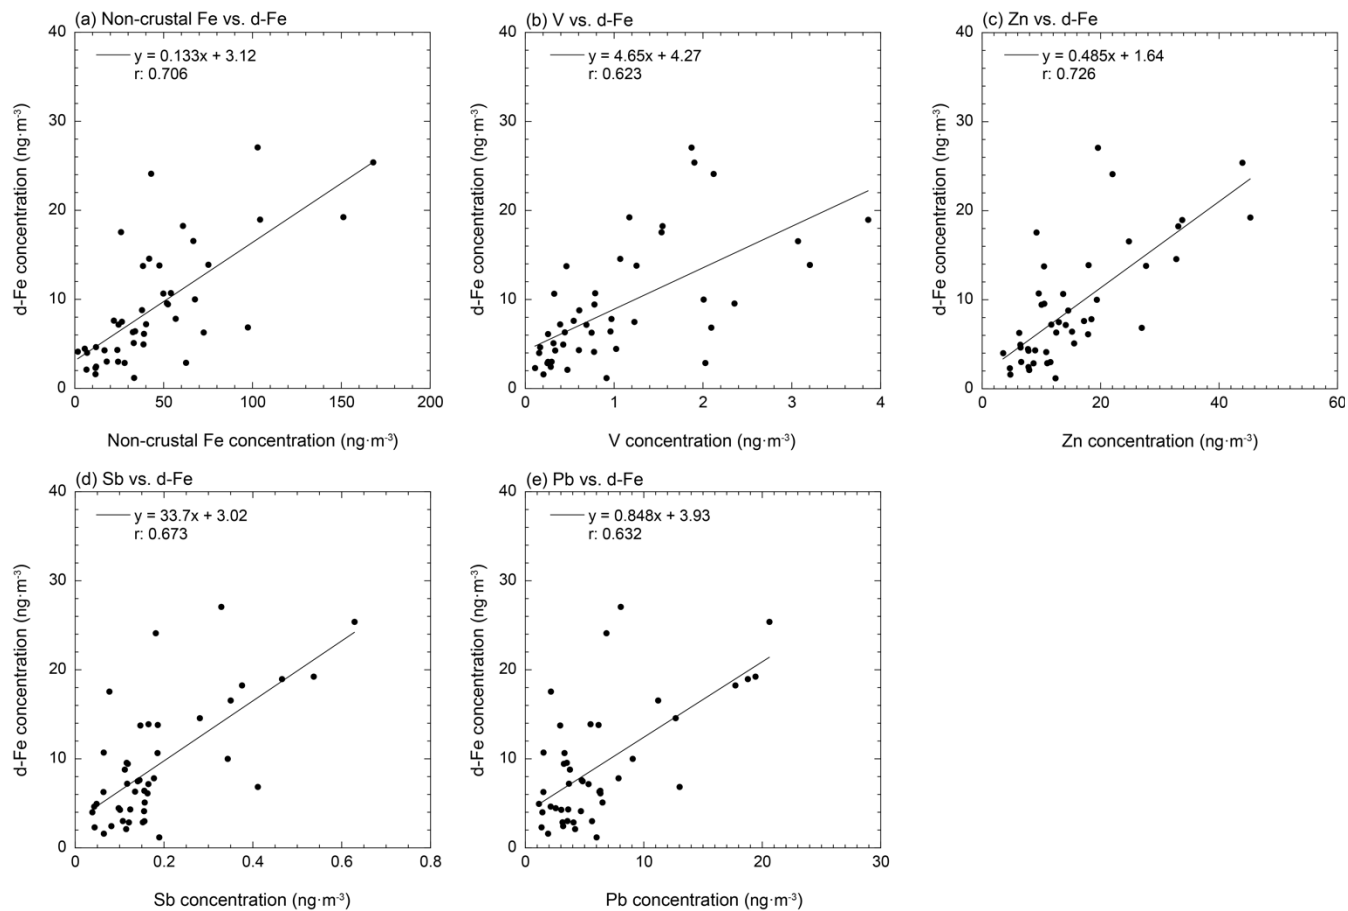 (a) Non-crustal Fe vs. d-Fe
y = 0.133x + 3.12
r: 0.706
40
30
20
10
0
0
50
100
150
200
d-Fe concentration (ng·m⁻³)
Non-crustal Fe concentration (ng·m⁻³)
(b) V vs. d-Fe
y = 4.65x + 4.27
r: 0.623
40
30
20
10
0
0
1
2
3
4
d-Fe concentration (ng·m⁻³)
V concentration (ng·m⁻³)
(c) Zn vs. d-Fe
y = 0.485x + 1.64
r: 0.726
40
30
20
10
0
0
20
40
60
d-Fe concentration (ng·m⁻³)
Zn concentration (ng·m⁻³)
(d) Sb vs. d-Fe
y = 33.7x + 3.02
r: 0.673
40
30
20
10
0
0
0.2
0.4
0.6
0.8
d-Fe concentration (ng·m⁻³)
Sb concentration (ng·m⁻³)
(e) Pb vs. d-Fe
y = 0.848x + 3.93
r: 0.632
40
30
20
10
0
0
10
20
30
d-Fe concentration (ng·m⁻³)
Pb concentration (ng·m⁻³)